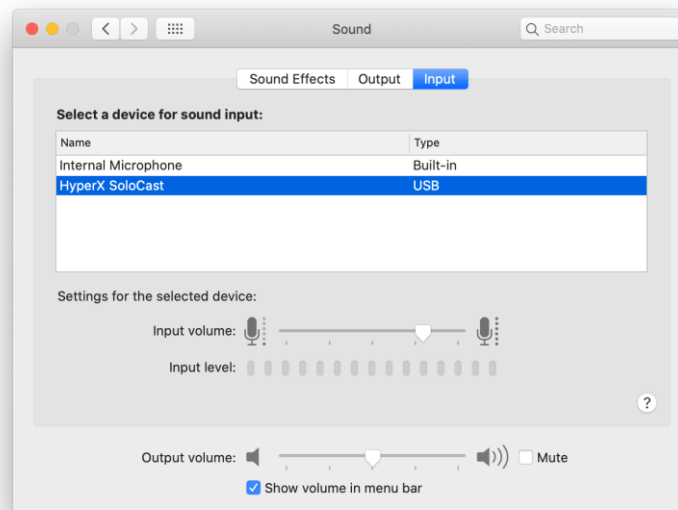 Sound
Search
Sound Effects Output Input
Select a device for sound input:
Name Type
Internal Microphone Built-in
HyperX SoloCast USB
Settings for the selected device:
Input volume:
Input level:
?
Output volume: Mute
Show volume in menu bar